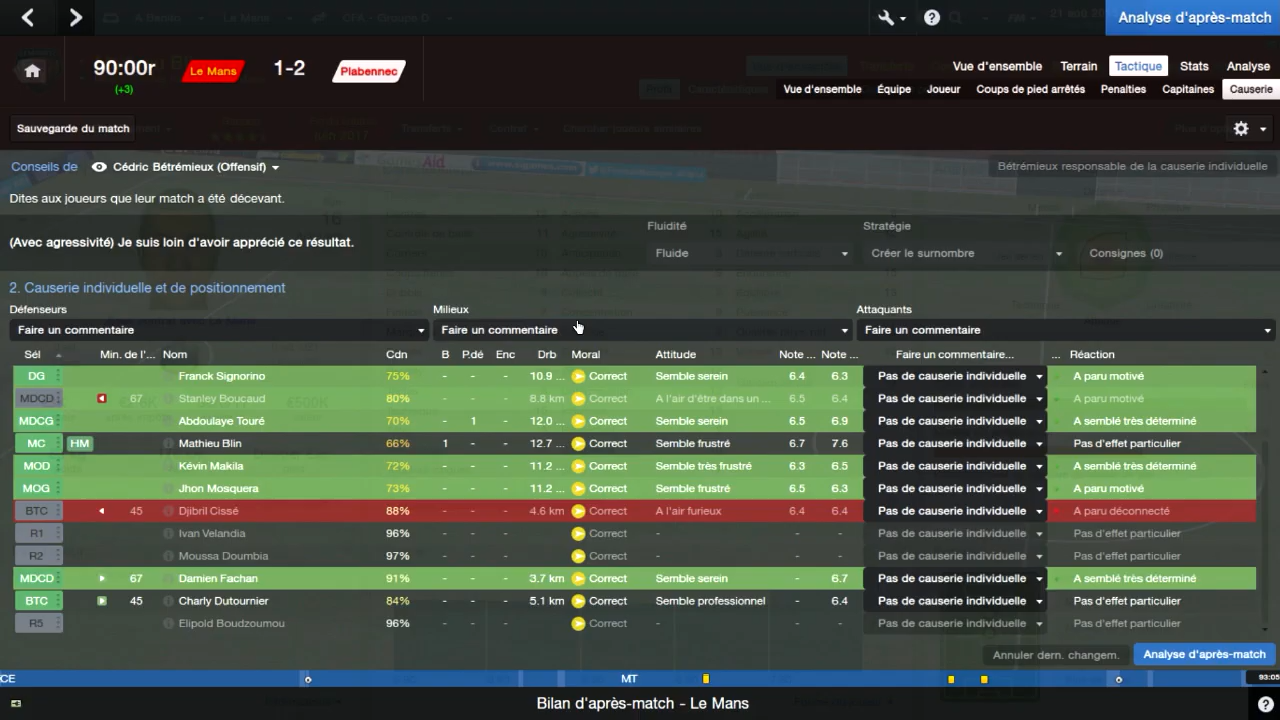 Analyse d'après-match
90:00r Le Mans 1-2 Plabennec
(+3)
Vue d'ensemble Terrain Tactique Stats Analyse
Vue d'ensemble Équipe Joueur Coups de pied arrêtés Penalties Capitaines Causerie
Sauvegarde du match
Conseils de Cédric Bétrémieux (Offensif) Bétrémieux responsable de la causerie individuelle
Dites aux joueurs que leur match a été décevant.
Fluidité Stratégie
(Avec agressivité) Je suis loin d'avoir apprécié ce résultat.
Fluide Créer le surnombre Consignes (0)
2. Causerie individuelle et de positionnement
Défenseurs Milieux Attaquants
Faire un commentaire Faire un commentaire Faire un commentaire
Sél Min. de l'... Nom Cdn B P.dé Enc Drb Moral Attitude Note ... Note ... Faire un commentaire... ... Réaction
DG Franck Signorino 75% - - - 10.9 ... Correct Semble serein 6.4 6.3 Pas de causerie individuelle A paru motivé
MDCD 67 Stanley Boucaud 80% - - - 8.8 km Correct A l'air d'être dans un ... 6.5 6.4 Pas de causerie individuelle A paru motivé
MDCG Abdoulaye Touré 70% - 1 - 12.0 ... Correct Semble serein 6.5 6.9 Pas de causerie individuelle A semblé très déterminé
MC HM Mathieu Blin 66% 1 - - 12.7 ... Correct Semble frustré 6.7 7.6 Pas de causerie individuelle Pas d'effet particulier
MOD Kévin Makila 72% - - - 11.2 ... Correct Semble très frustré 6.3 6.5 Pas de causerie individuelle A semblé très déterminé
MOG Jhon Mosquera 73% - - - 11.2 ... Correct Semble frustré 6.5 6.3 Pas de causerie individuelle A paru motivé
BTC 45 Djibril Cissé 88% - - - 4.6 km Correct A l'air furieux 6.4 6.4 Pas de causerie individuelle A paru déconnecté
R1 Ivan Velandia 96% - - - - Correct - - - Pas de causerie individuelle Pas d'effet particulier
R2 Moussa Doumbia 97% - - - - Correct - - - Pas de causerie individuelle Pas d'effet particulier
MDCD 67 Damien Fachan 91% - - - 3.7 km Correct Semble serein - 6.7 Pas de causerie individuelle A semblé très déterminé
BTC 45 Charly Dutournier 84% - - - 5.1 km Correct Semble professionnel - 6.4 Pas de causerie individuelle Pas d'effet particulier
R5 Elipold Boudzoumou 96% - - - - Correct - - - Pas de causerie individuelle Pas d'effet particulier
Annuler dern. changem. Analyse d'après-match
CE MT 93:05
Bilan d'après-match - Le Mans